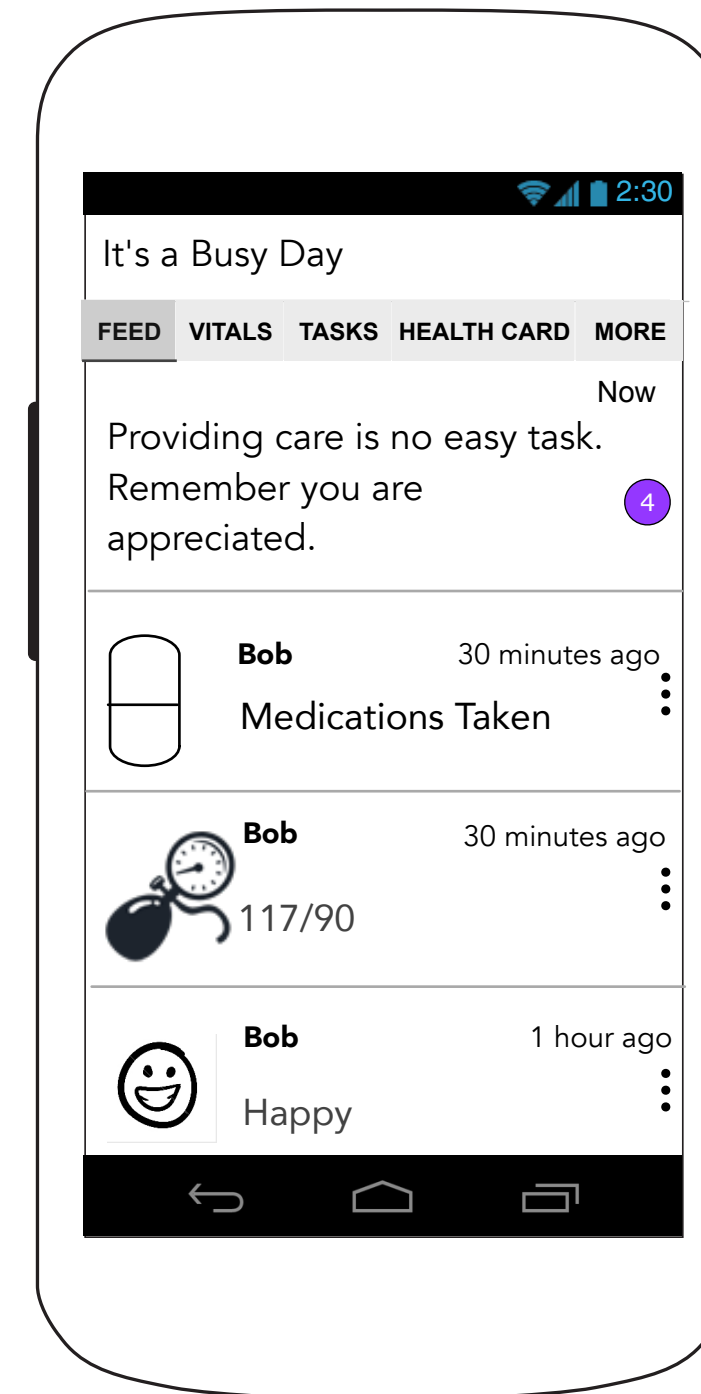 2:30
It's a Busy Day
FEED VITALS TASKS HEALTH CARD MORE
Now
Providing care is no easy task.
Remember you are
appreciated.
4
Bob 30 minutes ago
Medications Taken
Bob 30 minutes ago
117/90
Bob 1 hour ago
Happy